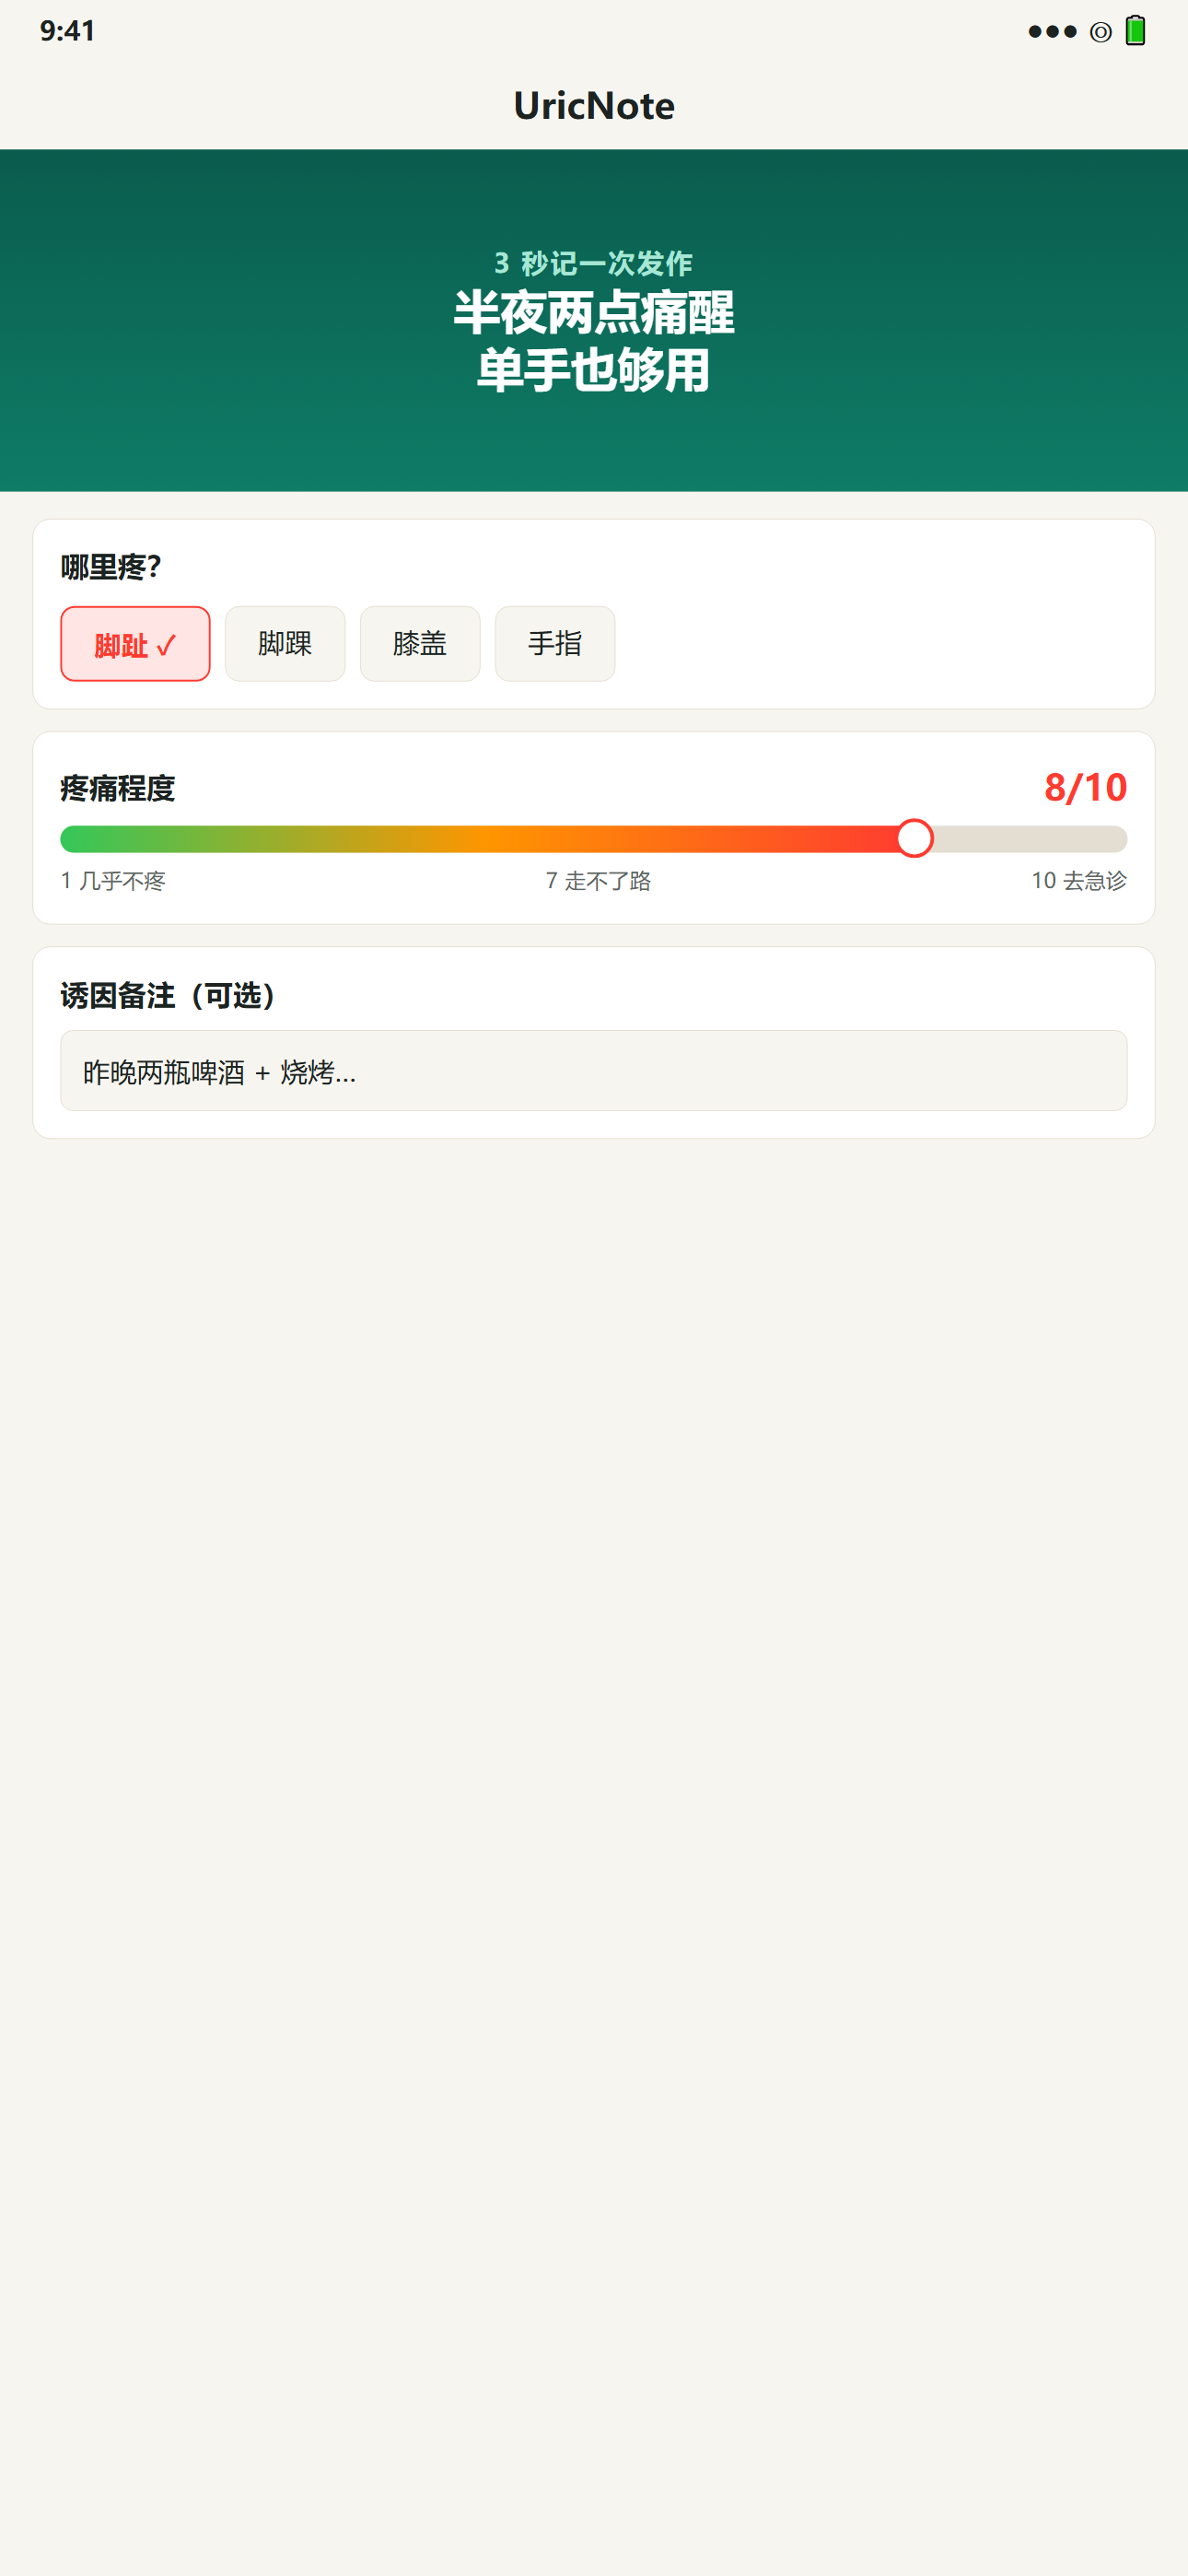 9:41
UricNote
3 秒记一次发作
半夜两点痛醒
单手也够用
哪里疼？
脚趾 ✓
脚踝
膝盖
手指
疼痛程度
8/10
1 几乎不疼
7 走不了路
10 去急诊
诱因备注（可选）
昨晚两瓶啤酒 + 烧烤...